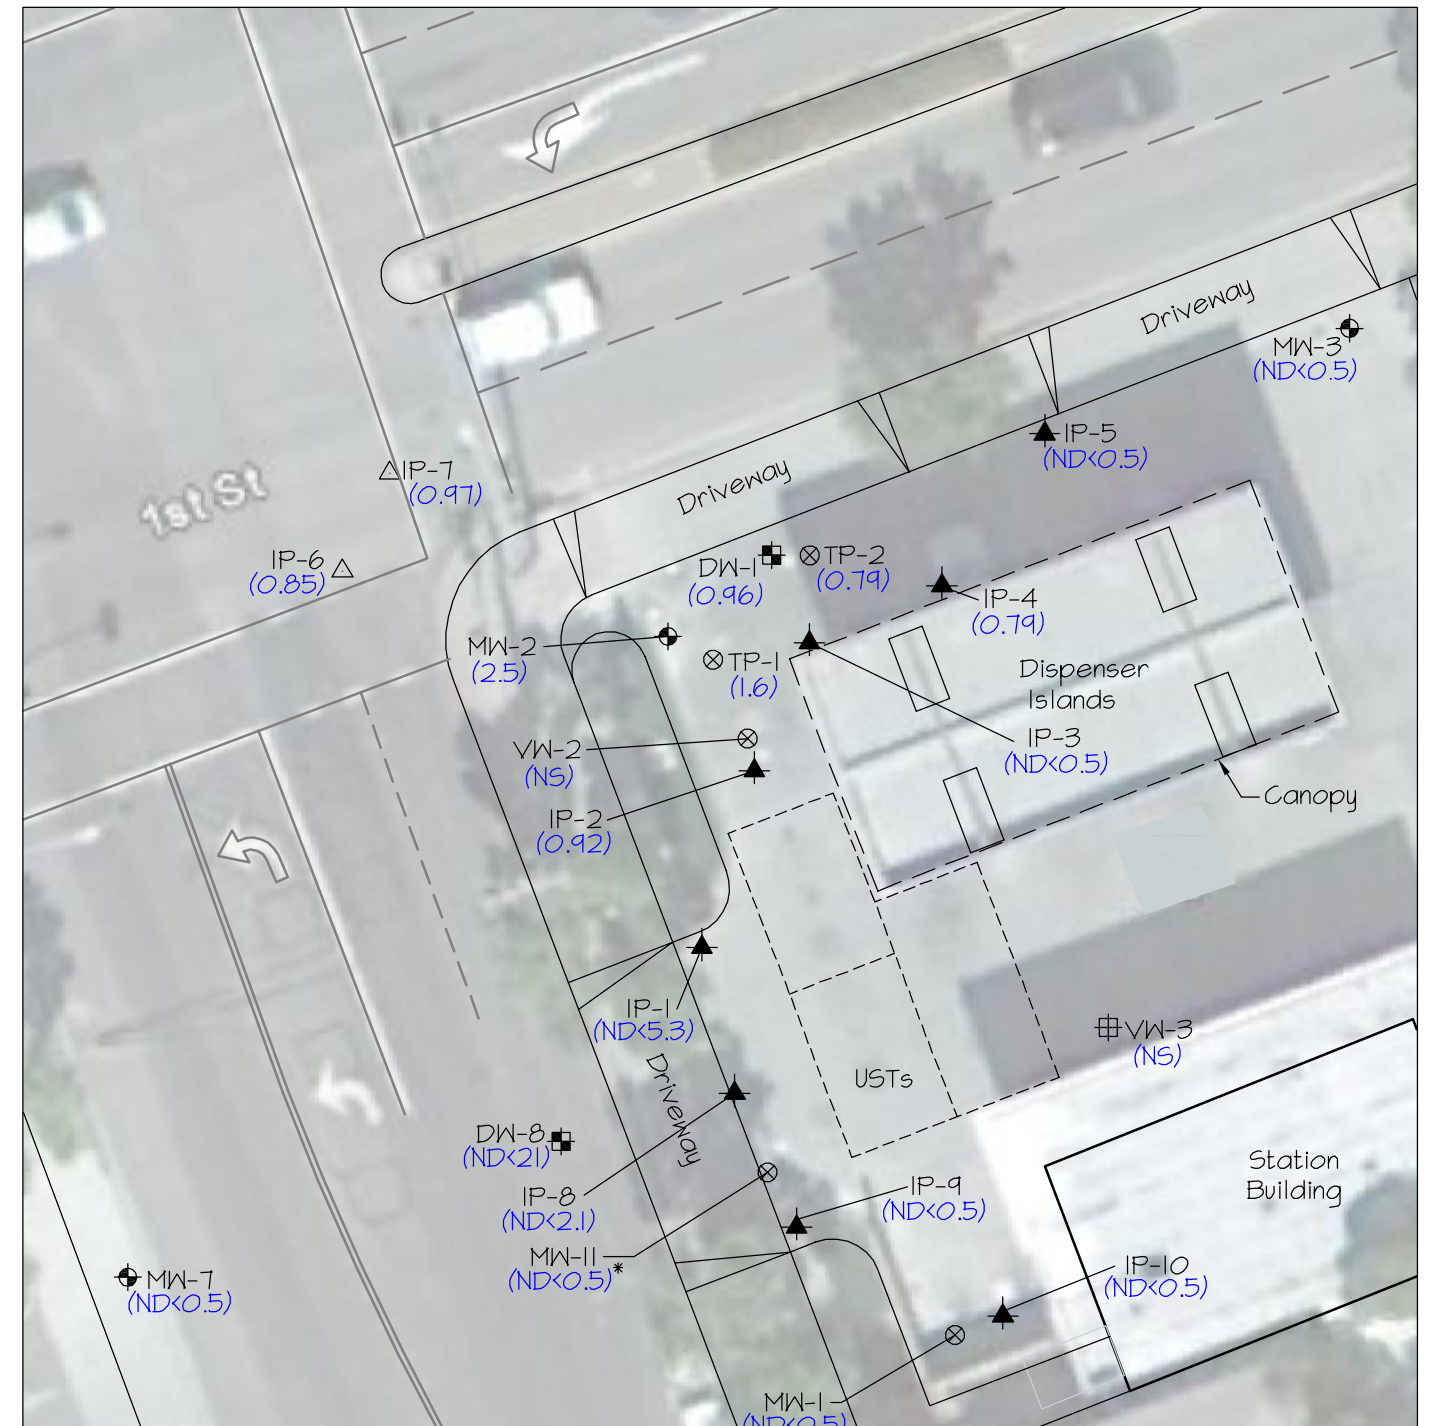 Driveway
MW-3
(ND<0.5)
IP-5
(ND<0.5)
IP-7
(0.97)
1st St
Driveway
IP-6
(0.85)
DW-1
(0.96)
TP-2
(0.79)
IP-4
(0.79)
MW-2
(2.5)
TP-1
(1.6)
Dispenser
Islands
VW-2
(NS)
IP-3
(ND<0.5)
Canopy
IP-2
(0.92)
IP-1
(ND<5.3)
VW-3
(NS)
USTs
Driveway
DW-8
(ND<21)
Station
Building
IP-8
(ND<2.1)
IP-9
(ND<0.5)
MW-11
(ND<0.5)*
IP-10
(ND<0.5)
MW-7
(ND<0.5)
MW-1
(ND<0.5)